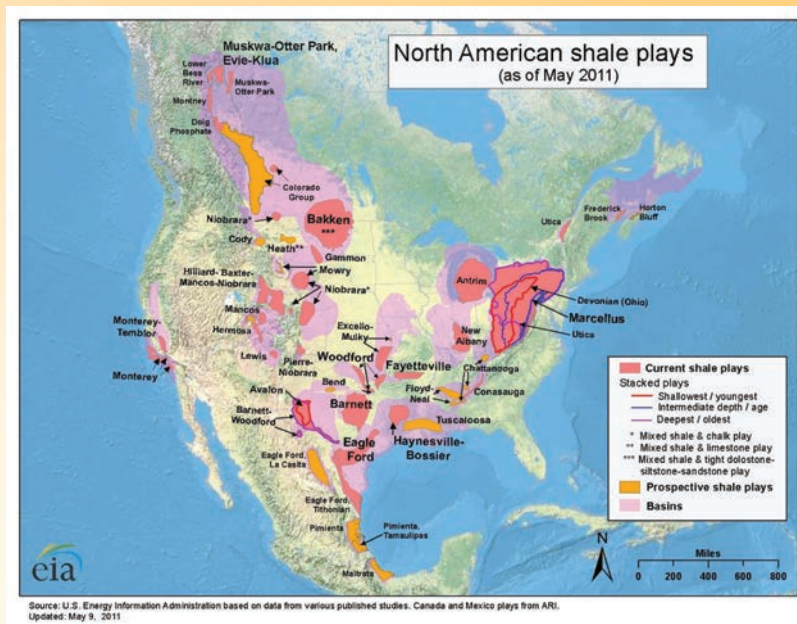 North American shale plays
(as of May 2011)
Muskwa-Otter Park,
Evie-Klua
Lower
Besa
River
Muskwa-
Otter-Park
Montney
Doig
Phosphate
Colorado
Group
Niobrara*
Bakken
***
Cody
Heath**
Gammon
Mowry
Hilliard- Baxter-
Mancos-Niobrara
Niobrara*
Mancos
Hermosa
Lewis
Pierre-
Niobrara
Monterey-
Temblor
Monterey
Excello-
Mulky
Woodford
Fayetteville
New
Albany
Antrim
Utica
Frederick
Brook
Horton
Bluff
Devonian (Ohio)
Marcellus
Utica
Chattanooga
Conasauga
Floyd-
Neal
Tuscaloosa
Avalon
Bend
Barnett
Barnett-
Woodford
Eagle
Ford
Haynesville-
Bossier
Eagle Ford,
La Casita
Eagle Ford,
Tithonian
Pimienta
Pimienta,
Tamaulipas
Maltrata
Current shale plays
Stacked plays
Shallowest / youngest
Intermediate depth / age
Deepest / oldest
* Mixed shale & chalk play
** Mixed shale & limestone play
*** Mixed shale & tight dolostone-
siltstone-sandstone play
Prospective shale plays
Basins
N
Miles
0 200 400 600 800
eia
Source: U.S. Energy Information Administration based on data from various published studies. Canada and Mexico plays from ARI.
Updated: May 9, 2011